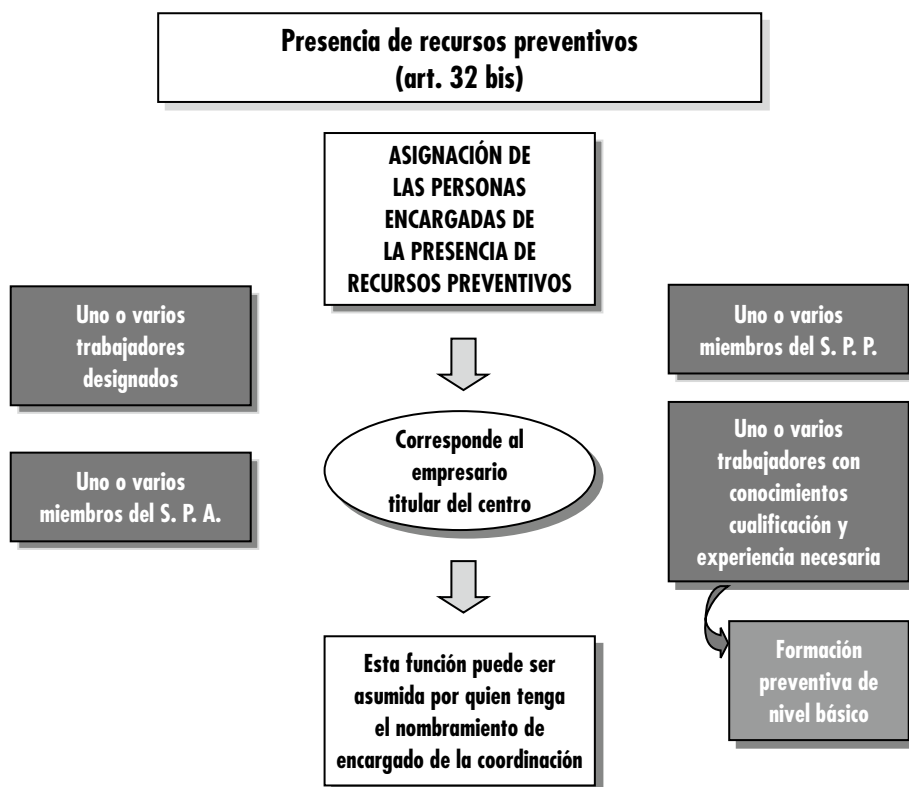 Presencia de recursos preventivos
(art. 32 bis)
ASIGNACIÓN DE
LAS PERSONAS
ENCARGADAS DE
LA PRESENCIA DE
RECURSOS PREVENTIVOS
Uno o varios
trabajadores
designados
Uno o varios
miembros del S. P. A.
Corresponde al
empresario
titular del centro
Esta función puede ser
asumida por quien tenga
el nombramiento de
encargado de la coordinación
Uno o varios
miembros del S. P. P.
Uno o varios
trabajadores con
conocimientos
cualificación y
experiencia necesaria
Formación
preventiva de
nivel básico